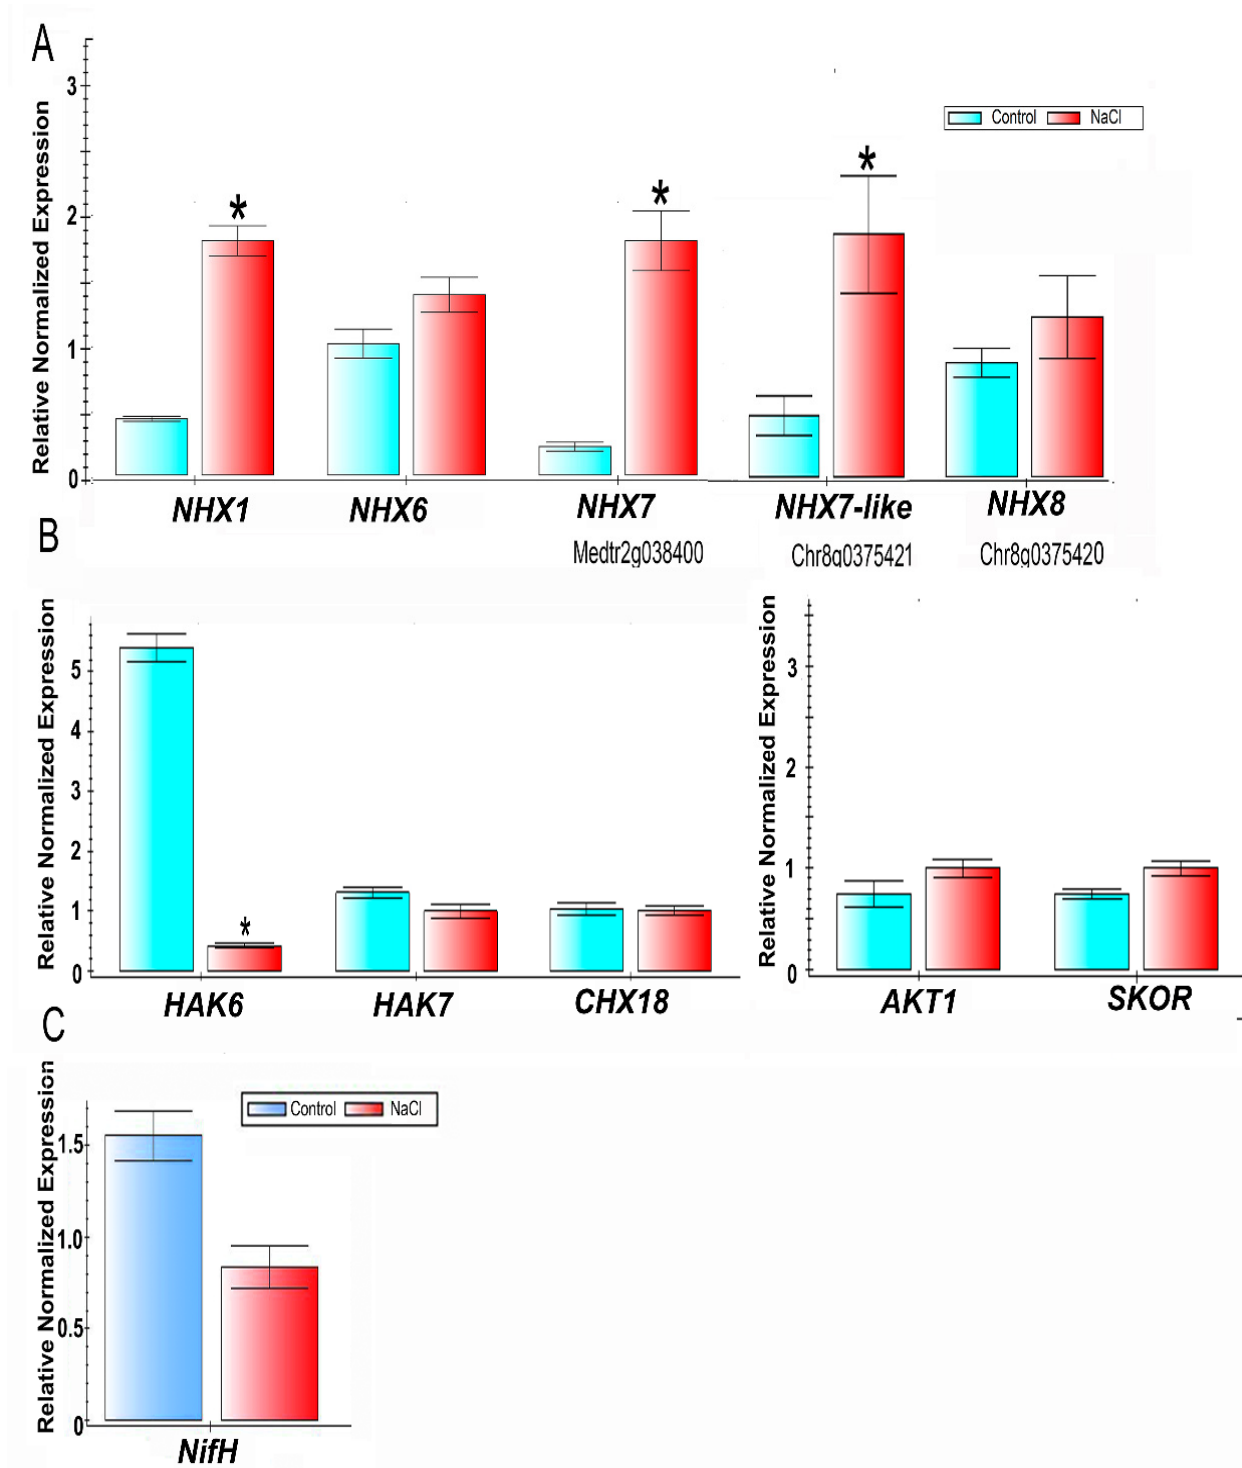 A
Relative Normalized Expression
3
2
1
0
Control NaCl
*
*
*
NHX1 NHX6 NHX7 NHX7-like NHX8
Medtr2g038400 Chr8g0375421 Chr8g0375420
B
Relative Normalized Expression
5
4
3
2
1
0
*
HAK6 HAK7 CHX18
Relative Normalized Expression
3
2
1
0
AKT1 SKOR
C
Relative Normalized Expression
1.5
1.0
0.5
0
Control NaCl
NifH